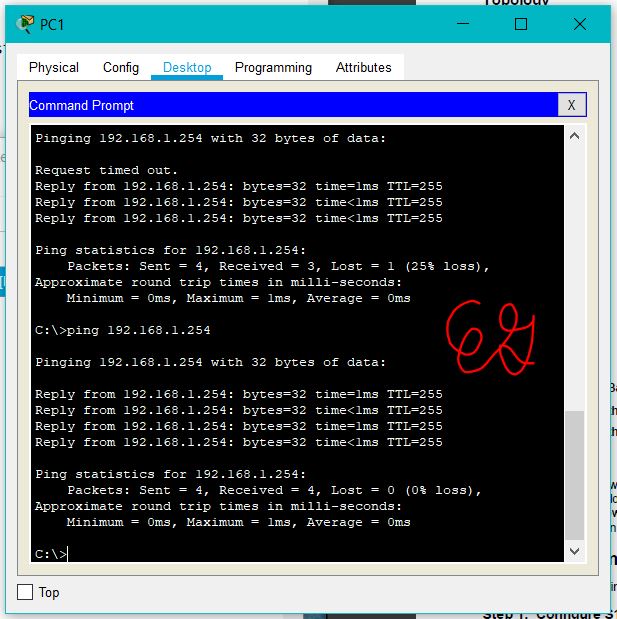 Topology
PC1
Physical Config Desktop Programming Attributes
Command Prompt X
Pinging 192.168.1.254 with 32 bytes of data:
Request timed out.
Reply from 192.168.1.254: bytes=32 time=1ms TTL=255
Reply from 192.168.1.254: bytes=32 time<1ms TTL=255
Reply from 192.168.1.254: bytes=32 time<1ms TTL=255
Ping statistics for 192.168.1.254:
Packets: Sent = 4, Received = 3, Lost = 1 (25% loss),
Approximate round trip times in milli-seconds:
Minimum = 0ms, Maximum = 1ms, Average = 0ms
C:\>ping 192.168.1.254
Pinging 192.168.1.254 with 32 bytes of data:
Reply from 192.168.1.254: bytes=32 time=1ms TTL=255
Reply from 192.168.1.254: bytes=32 time<1ms TTL=255
Reply from 192.168.1.254: bytes=32 time=1ms TTL=255
Reply from 192.168.1.254: bytes=32 time<1ms TTL=255
Ping statistics for 192.168.1.254:
Packets: Sent = 4, Received = 4, Lost = 0 (0% loss),
Approximate round trip times in milli-seconds:
Minimum = 0ms, Maximum = 1ms, Average = 0ms
C:\>
Top